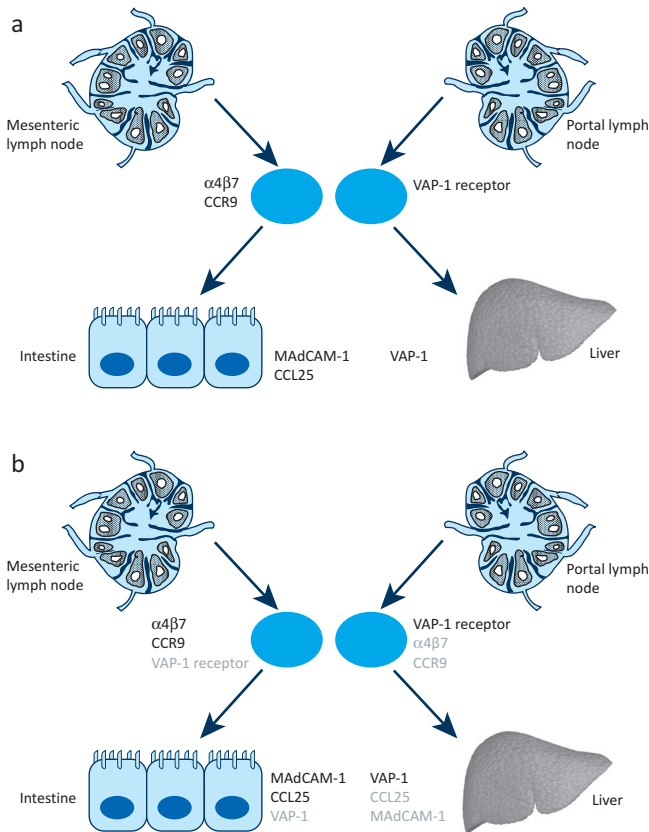 a
Mesenteric
lymph node
Portal lymph
node
α4β7
CCR9
VAP-1 receptor
Intestine
MAdCAM-1
CCL25
VAP-1
Liver
b
Mesenteric
lymph node
Portal lymph
node
α4β7
CCR9
VAP-1 receptor
VAP-1 receptor
α4β7
CCR9
Intestine
MAdCAM-1
CCL25
VAP-1
VAP-1
CCL25
MAdCAM-1
Liver